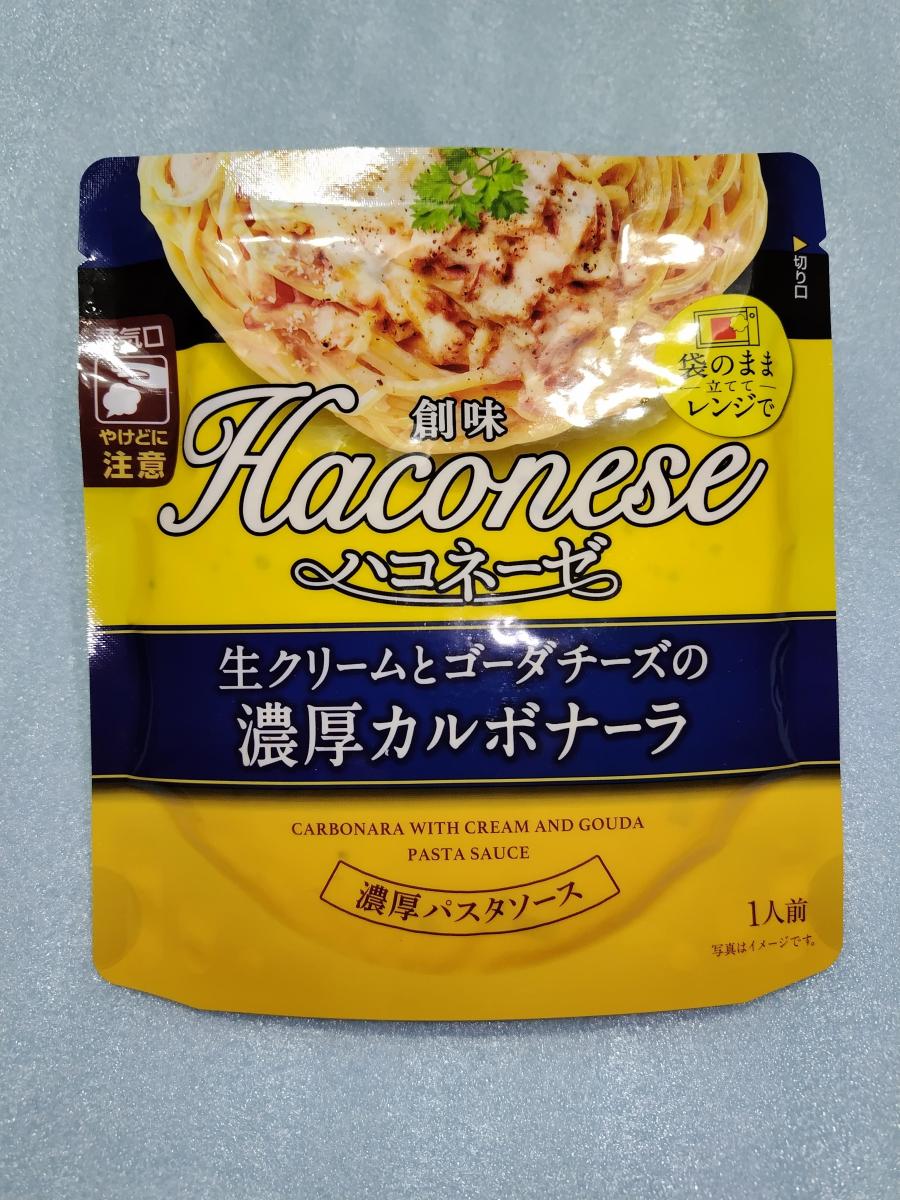 切り口
蒸気口
やけどに
注意
袋のまま
立てて
レンジで
創味
Haconese
ハコネーゼ
生クリームとゴーダチーズの
濃厚カルボナーラ
CARBONARA WITH CREAM AND GOUDA
PASTA SAUCE
濃厚パスタソース
1人前
写真はイメージです。